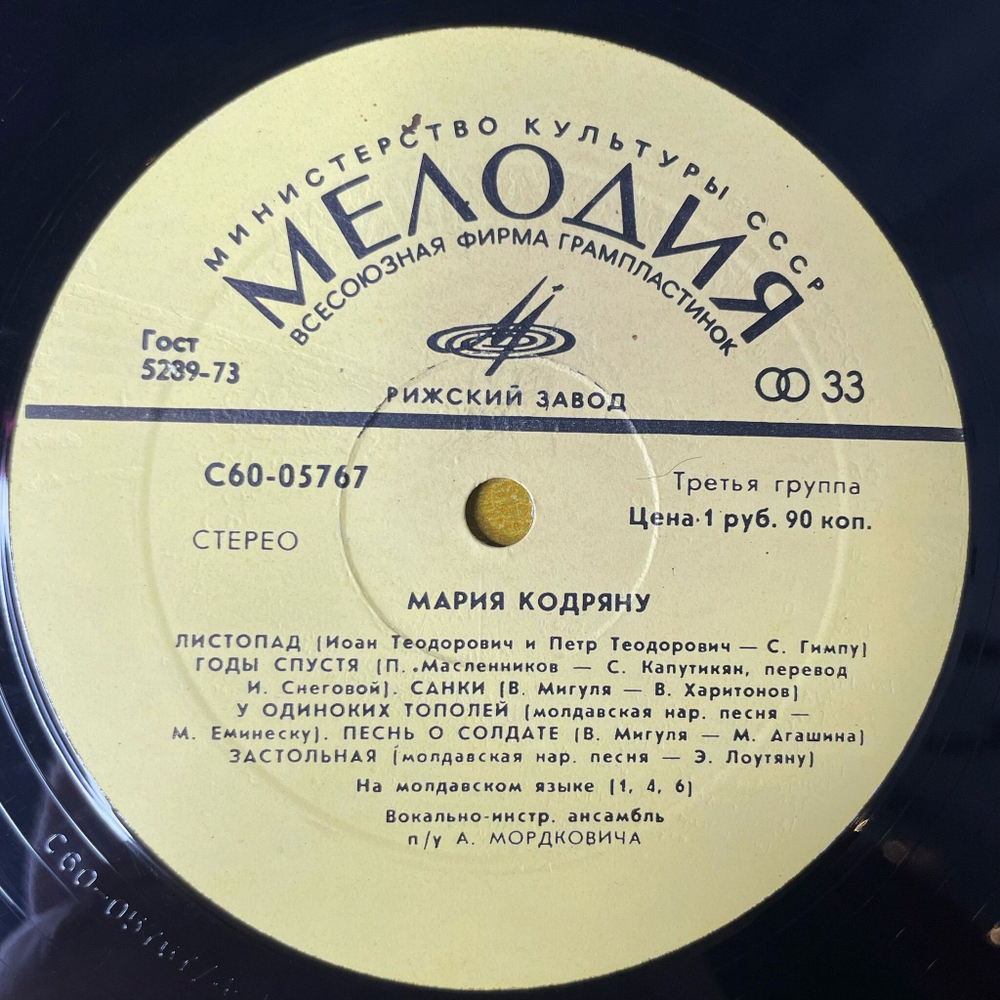 МИНИСТЕРСТВО КУЛЬТУРЫ СССР
МЕЛОДИЯ
ВСЕСОЮЗНАЯ ФИРМА ГРАМПЛАСТИНОК
Гост
5289-73
РИЖСКИЙ ЗАВОД
33
С60-05767
Третья группа
Цена 1 руб. 90 коп.
СТЕРЕО
МАРИЯ КОДРЯНУ
ЛИСТОПАД (Иоан Теодорович и Петр Теодорович — С. Гимпу)
ГОДЫ СПУСТЯ (П. Масленников — С. Капутикян, перевод
И. Снеговой). САНКИ (В. Мигуля — В. Харитонов)
У ОДИНОКИХ ТОПОЛЕЙ (молдавская нар. песня —
М. Еминеску). ПЕСНЬ О СОЛДАТЕ (В. Мигуля — М. Агашина)
ЗАСТОЛЬНАЯ (молдавская нар. песня — Э. Лоутяну)
На молдавском языке (1, 4, 6)
Вокально-инстр. ансамбль
п/у А. МОРДКОВИЧА